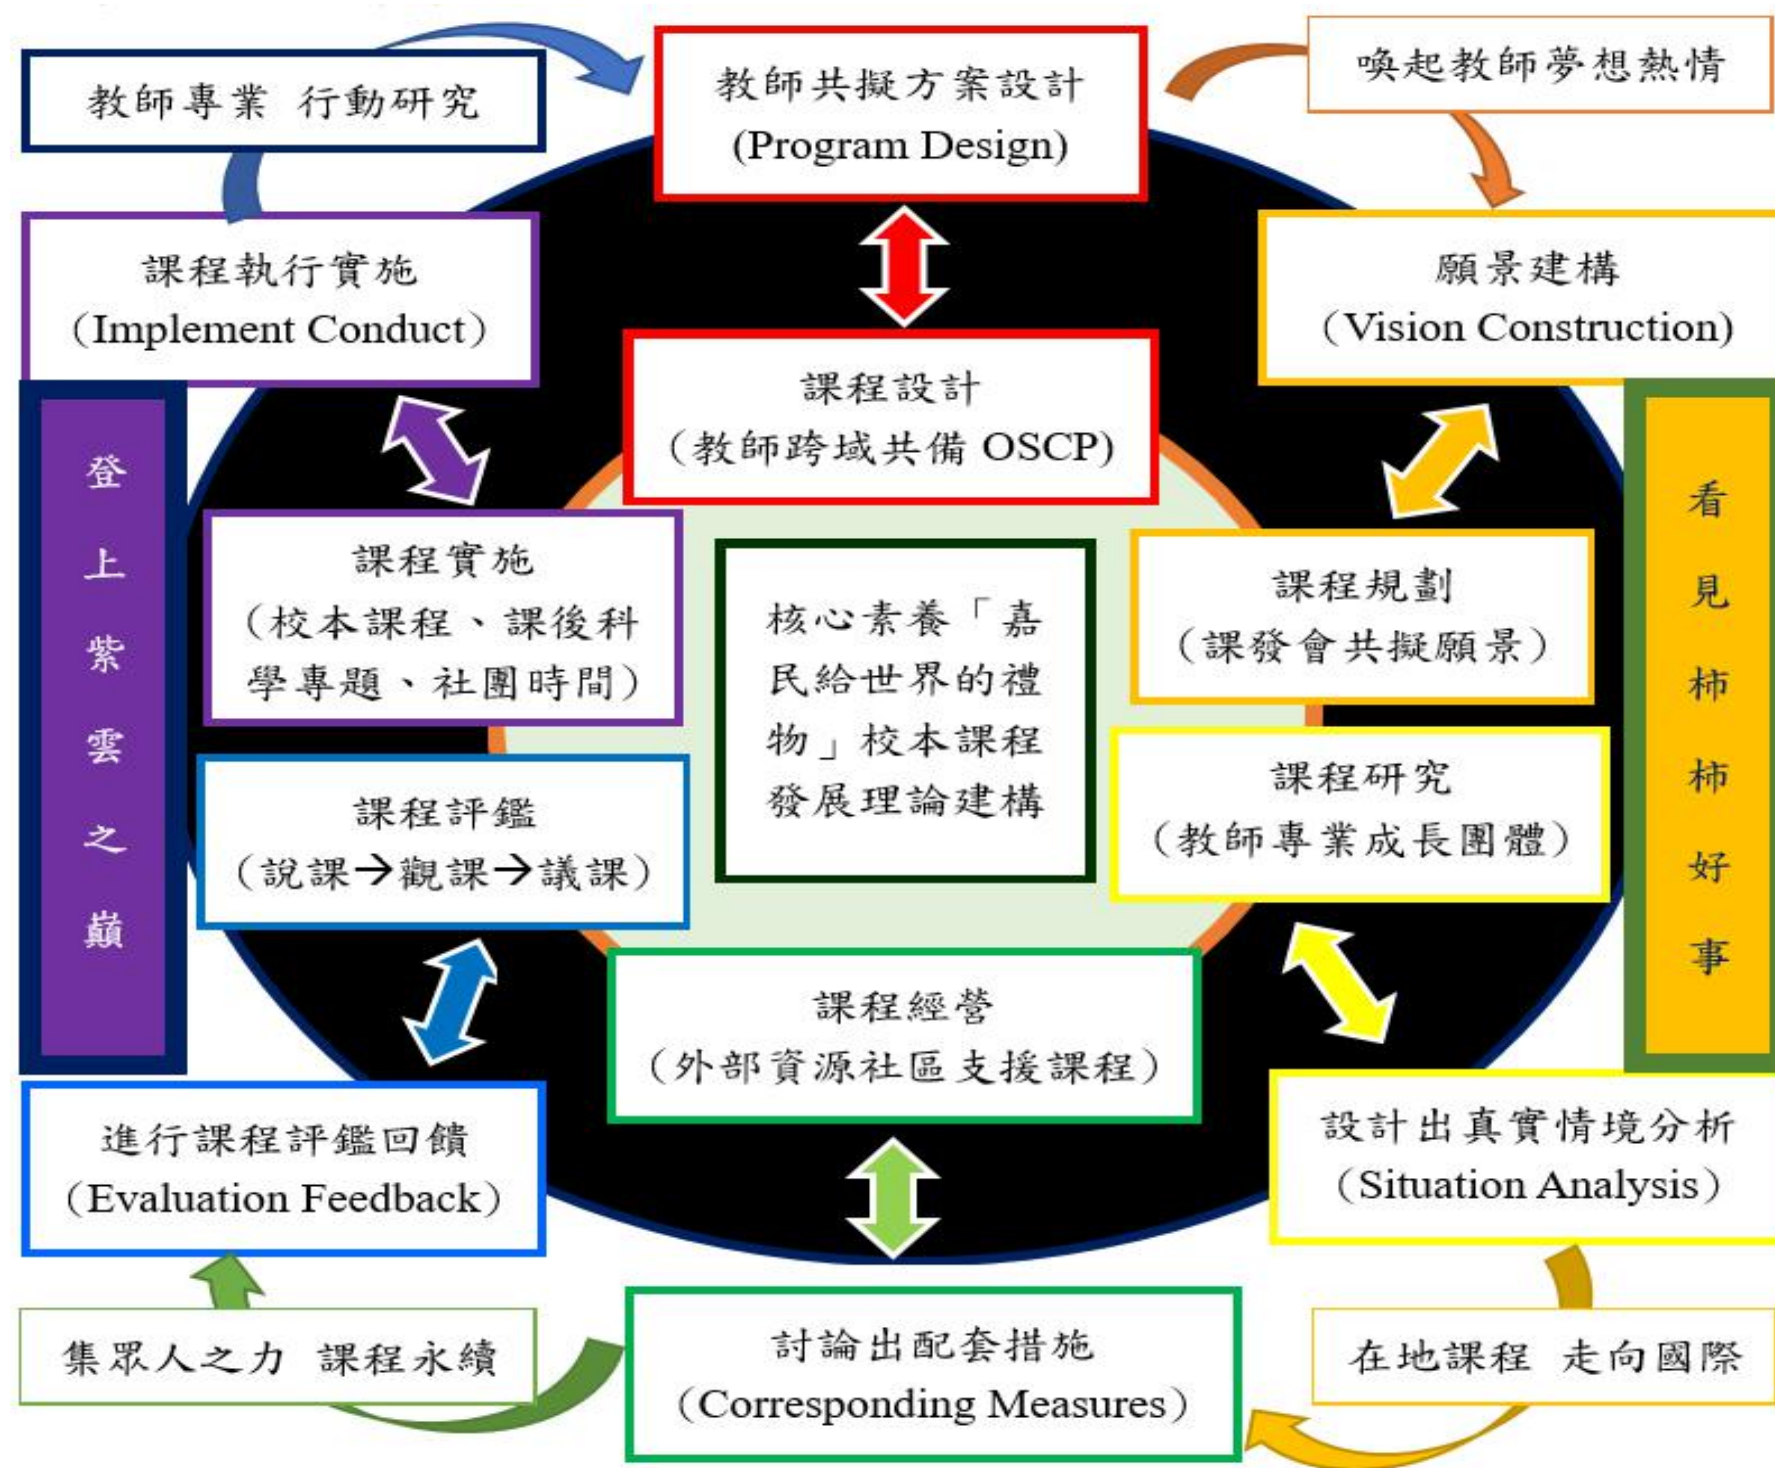 教師專業 行動研究
教師共擬方案設計
(Program Design)
喚起教師夢想熱情
課程執行實施
（Implement Conduct）
願景建構
（Vision Construction)
課程設計
（教師跨域共備 OSCP)
登上紫雲之巔
看見柿柿好事
課程實施
（校本課程、課後科
學專題、社團時間）
核心素養「嘉
民給世界的禮
物」校本課程
發展理論建構
課程規劃
（課發會共擬願景）
課程評鑑
（說課→觀課→議課）
課程研究
（教師專業成長團體）
課程經營
（外部資源社區支援課程）
進行課程評鑑回饋
（Evaluation Feedback）
設計出真實情境分析
（Situation Analysis）
集眾人之力 課程永續
討論出配套措施
（Corresponding Measures）
在地課程 走向國際